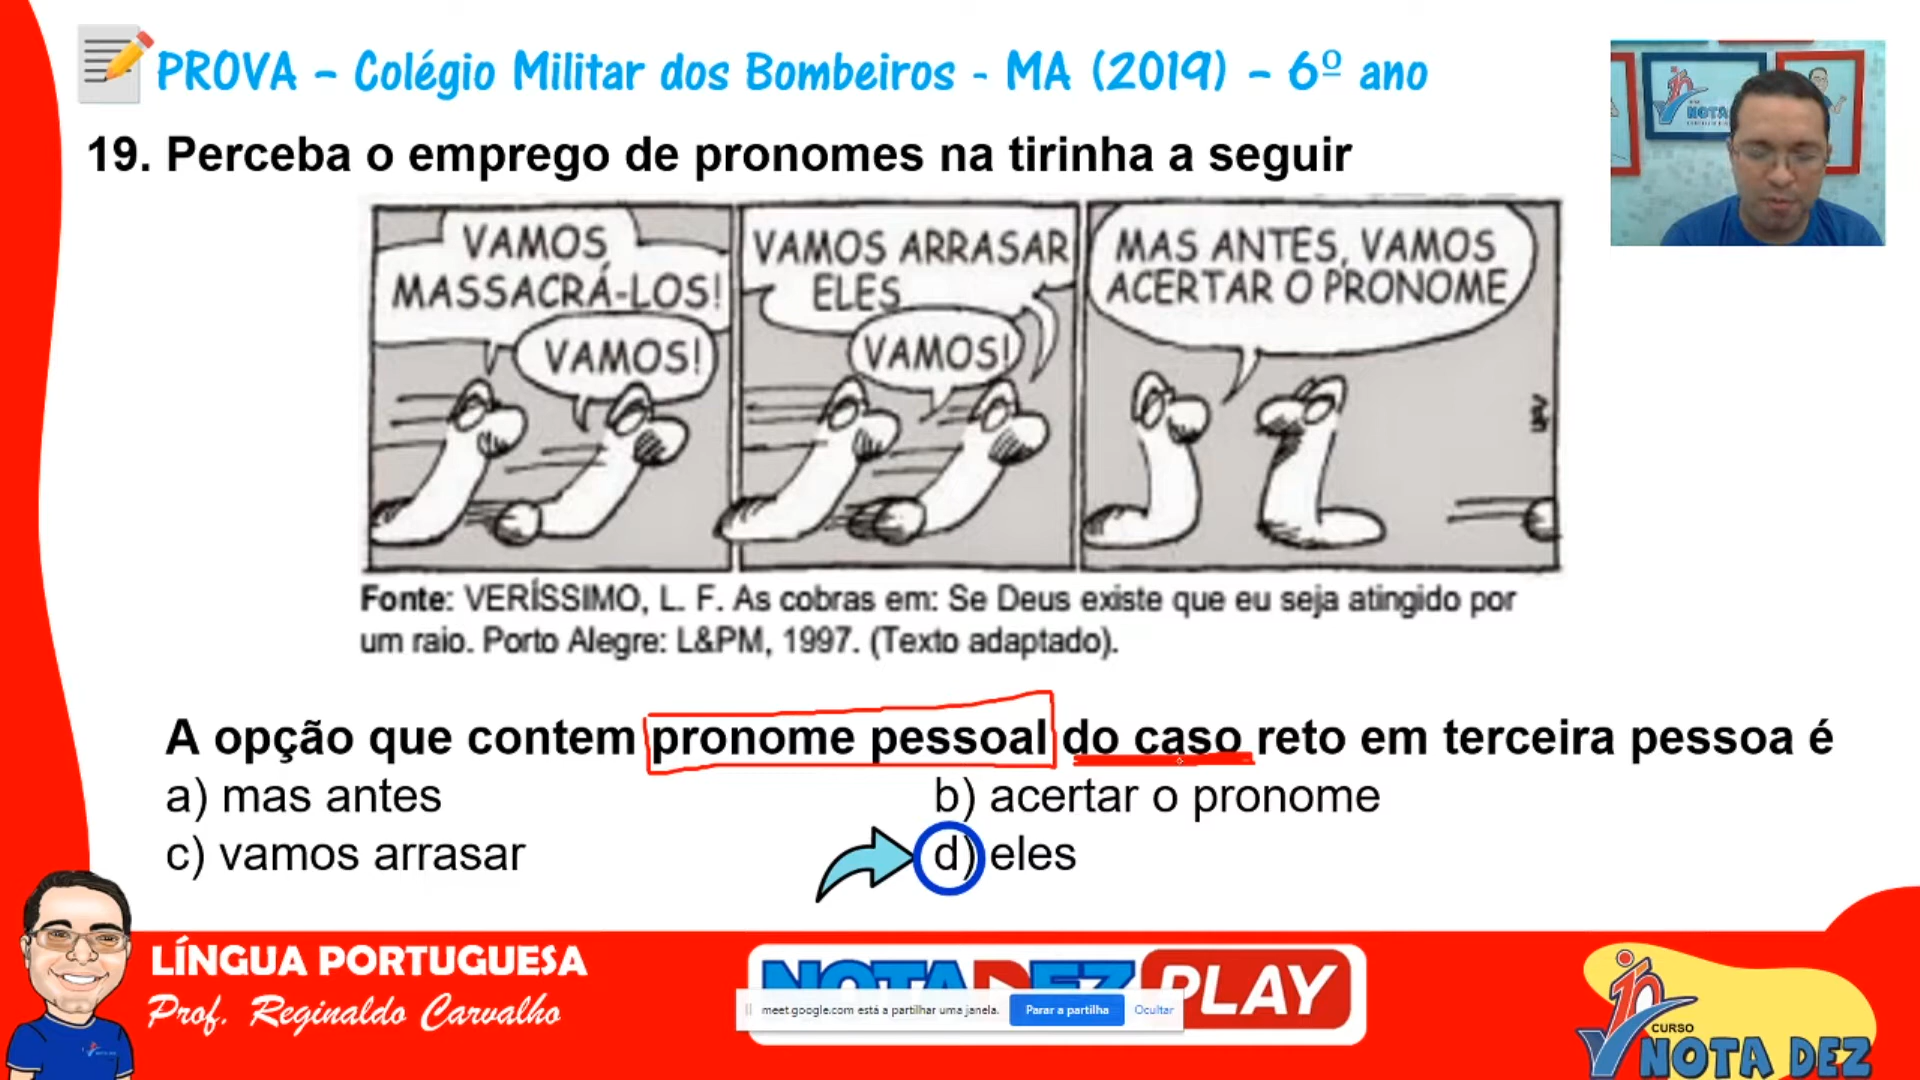 PROVA - Colégio Militar dos Bombeiros - MA (2019) - 6º ano
19. Perceba o emprego de pronomes na tirinha a seguir
VAMOS
MASSACRÁ-LOS!
VAMOS!
VAMOS ARRASAR
ELES
VAMOS!
MAS ANTES, VAMOS
ACERTAR O PRONOME
Fonte: VERÍSSIMO, L. F. As cobras em: Se Deus existe que eu seja atingido por
um raio. Porto Alegre: L&PM, 1997. (Texto adaptado).
A opção que contem pronome pessoal do caso reto em terceira pessoa é
a) mas antes
b) acertar o pronome
c) vamos arrasar
d) eles
LÍNGUA PORTUGUESA
Prof. Reginaldo Carvalho
NOTA DEZ PLAY
meet.google.com está a partilhar uma janela.
Parar a partilha
Ocultar
CURSO
NOTA DEZ
NOTA